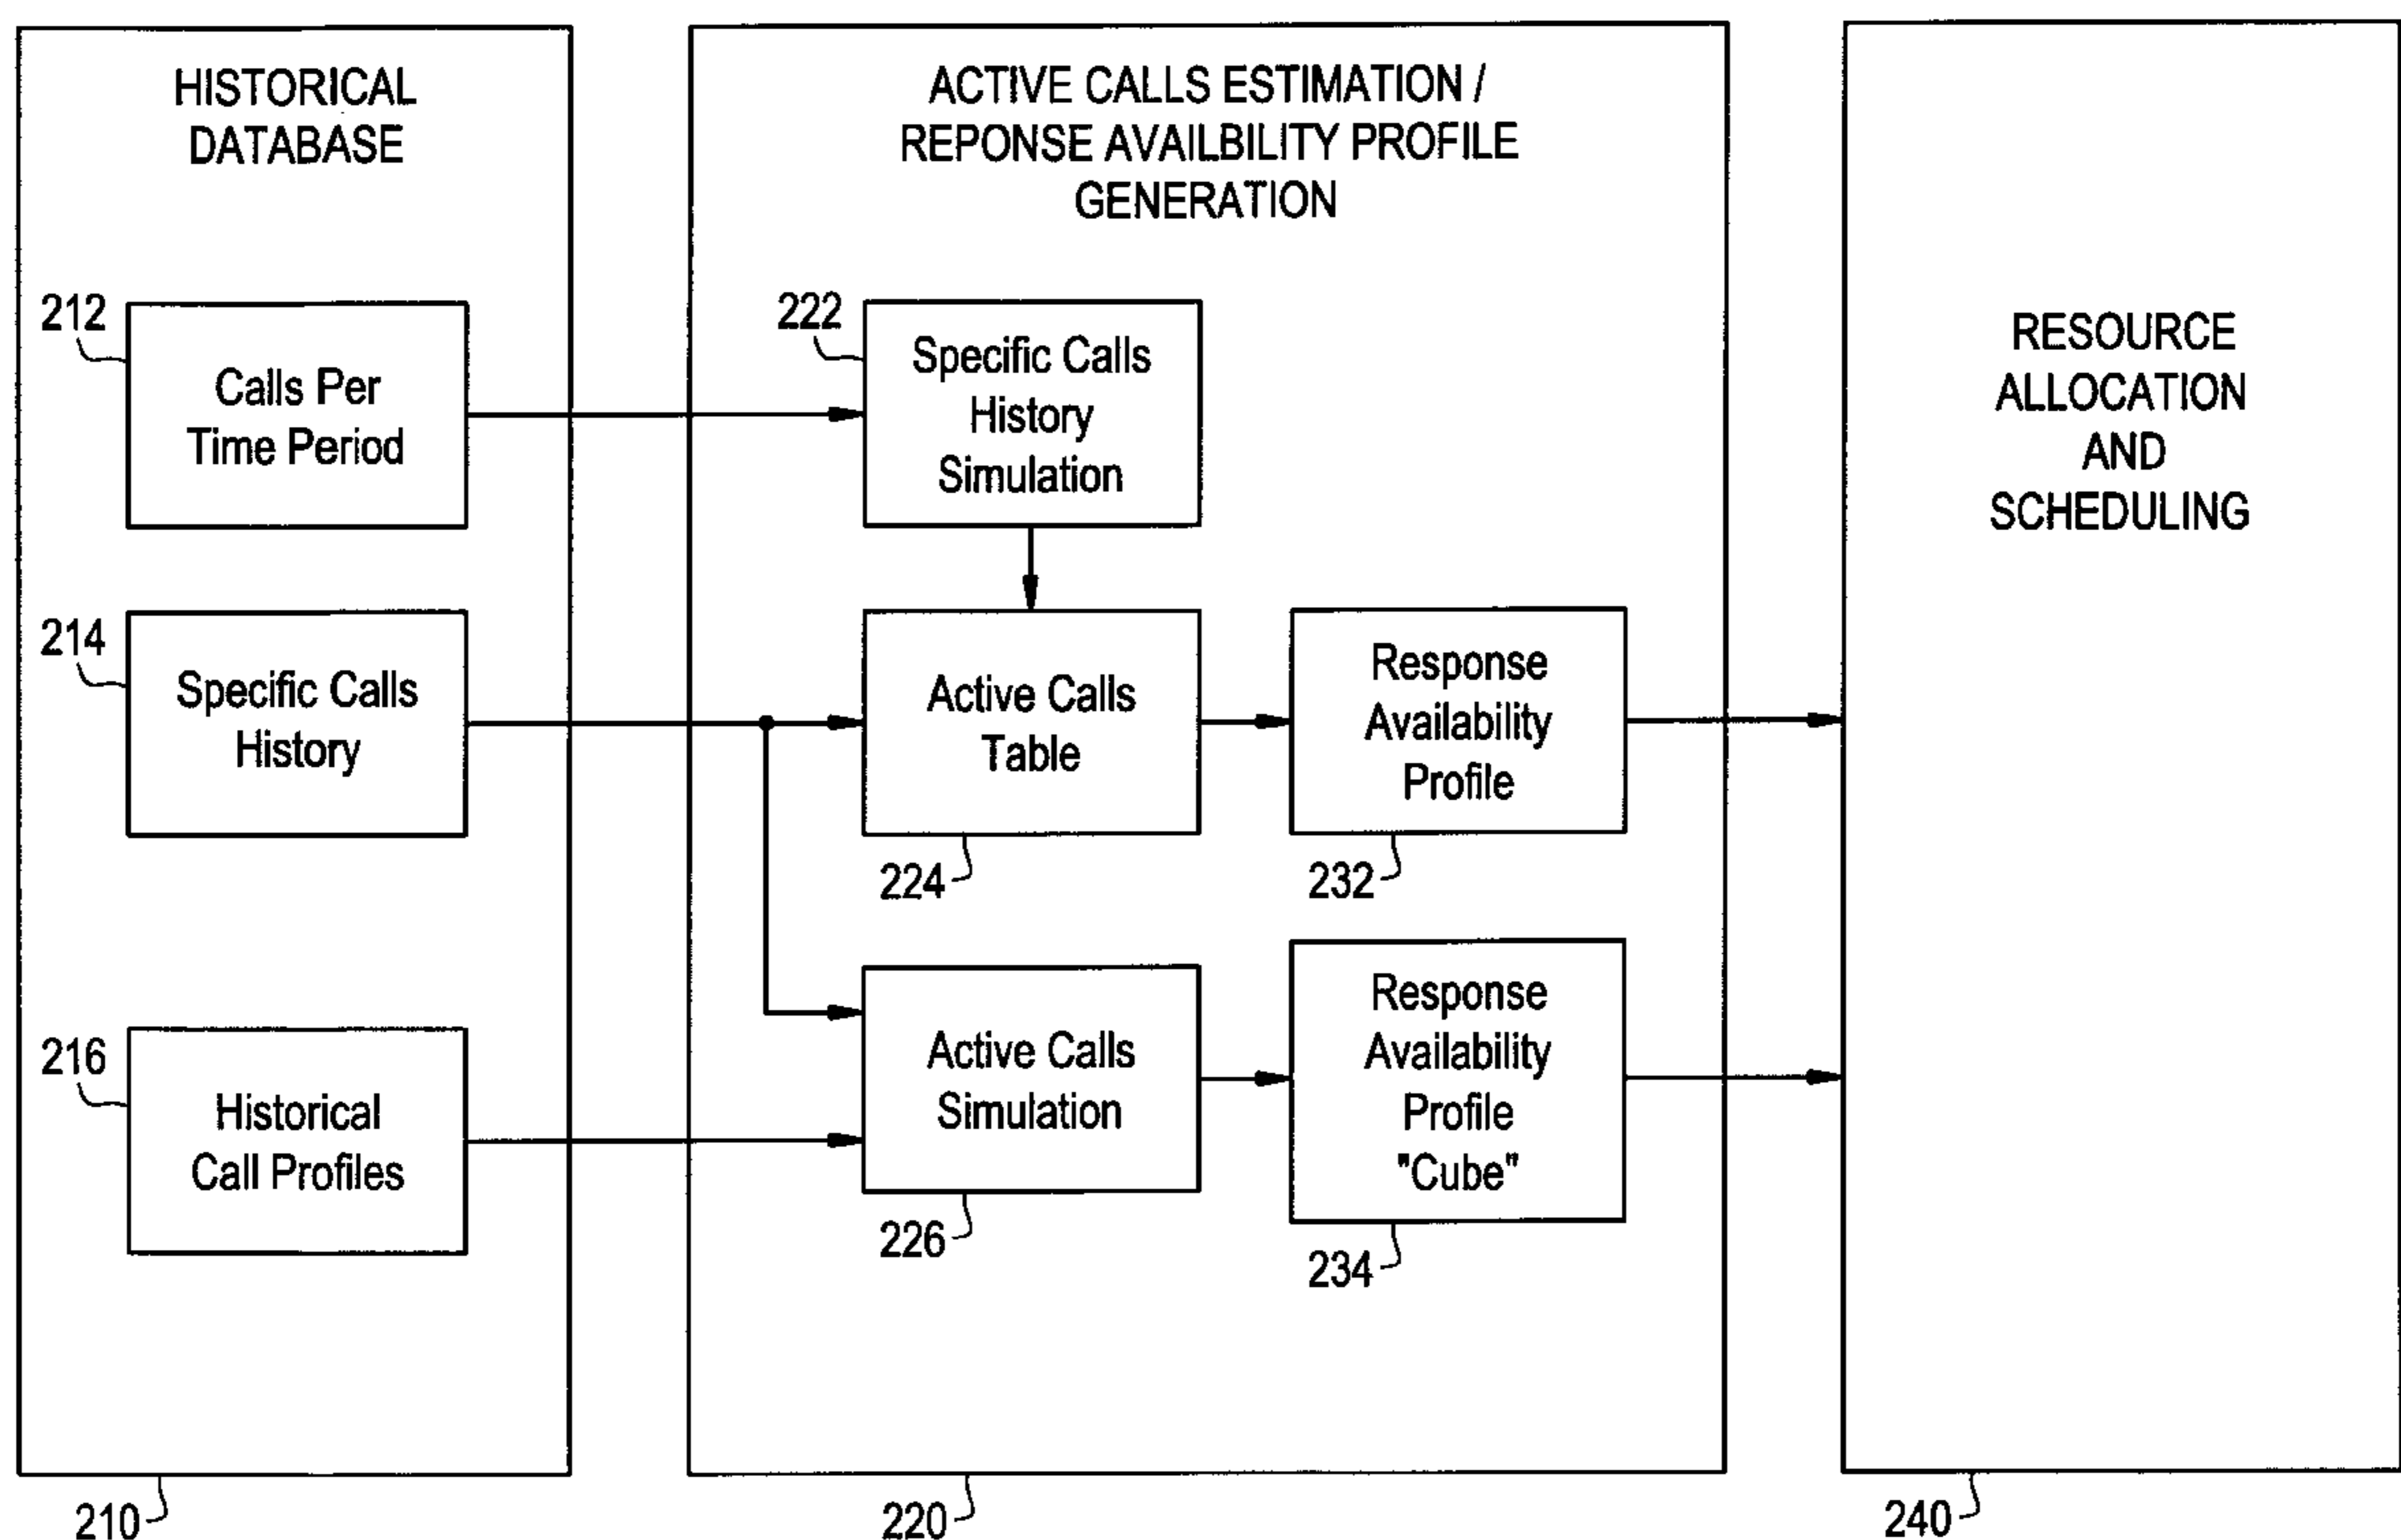 HISTORICAL
DATABASE
212
Calls Per
Time Period
214
Specific Calls
History
216
Historical
Call Profiles
210
ACTIVE CALLS ESTIMATION /
REPONSE AVAILBILITY PROFILE
GENERATION
222
Specific Calls
History
Simulation
Active Calls
Table
224
Response
Availability
Profile
232
Active Calls
Simulation
226
Response
Availability
Profile
"Cube"
234
220
RESOURCE
ALLOCATION
AND
SCHEDULING
240